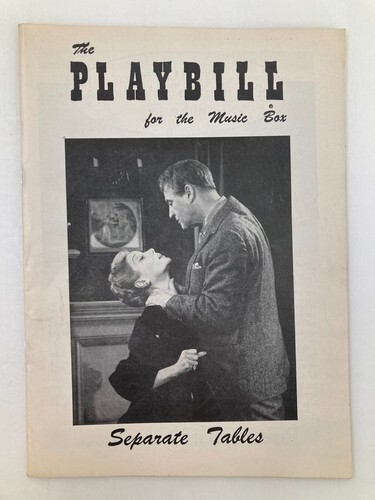 The
PLAYBILL®
for the Music Box
Separate Tables